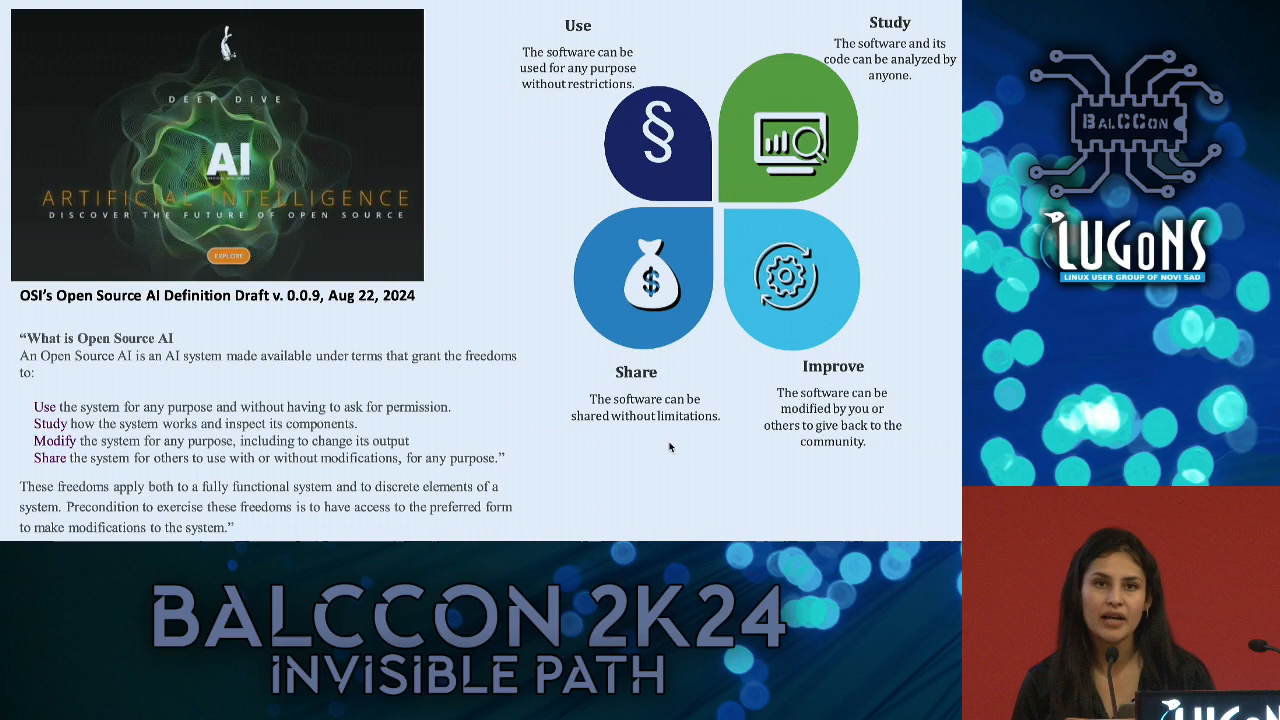 DEEP DIVE
AI
ARTIFICIAL INTELLIGENCE
DISCOVER THE FUTURE OF OPEN SOURCE
EXPLORE
OSI's Open Source AI Definition Draft v. 0.0.9, Aug 22, 2024
“What is Open Source AI
An Open Source AI is an AI system made available under terms that grant the freedoms
to:
Use the system for any purpose and without having to ask for permission.
Study how the system works and inspect its components.
Modify the system for any purpose, including to change its output
Share the system for others to use with or without modifications, for any purpose.”
These freedoms apply both to a fully functional system and to discrete elements of a
system. Precondition to exercise these freedoms is to have access to the preferred form
to make modifications to the system.”
Use
The software can be
used for any purpose
without restrictions.
Study
The software and its
code can be analyzed by
anyone.
§
$
Share
The software can be
shared without limitations.
Improve
The software can be
modified by you or
others to give back to the
community.
BALCCON
LUGONS
LINUX USER GROUP OF NOVI SAD
BALCCON 2K24
INVISIBLE PATH
LUGONS